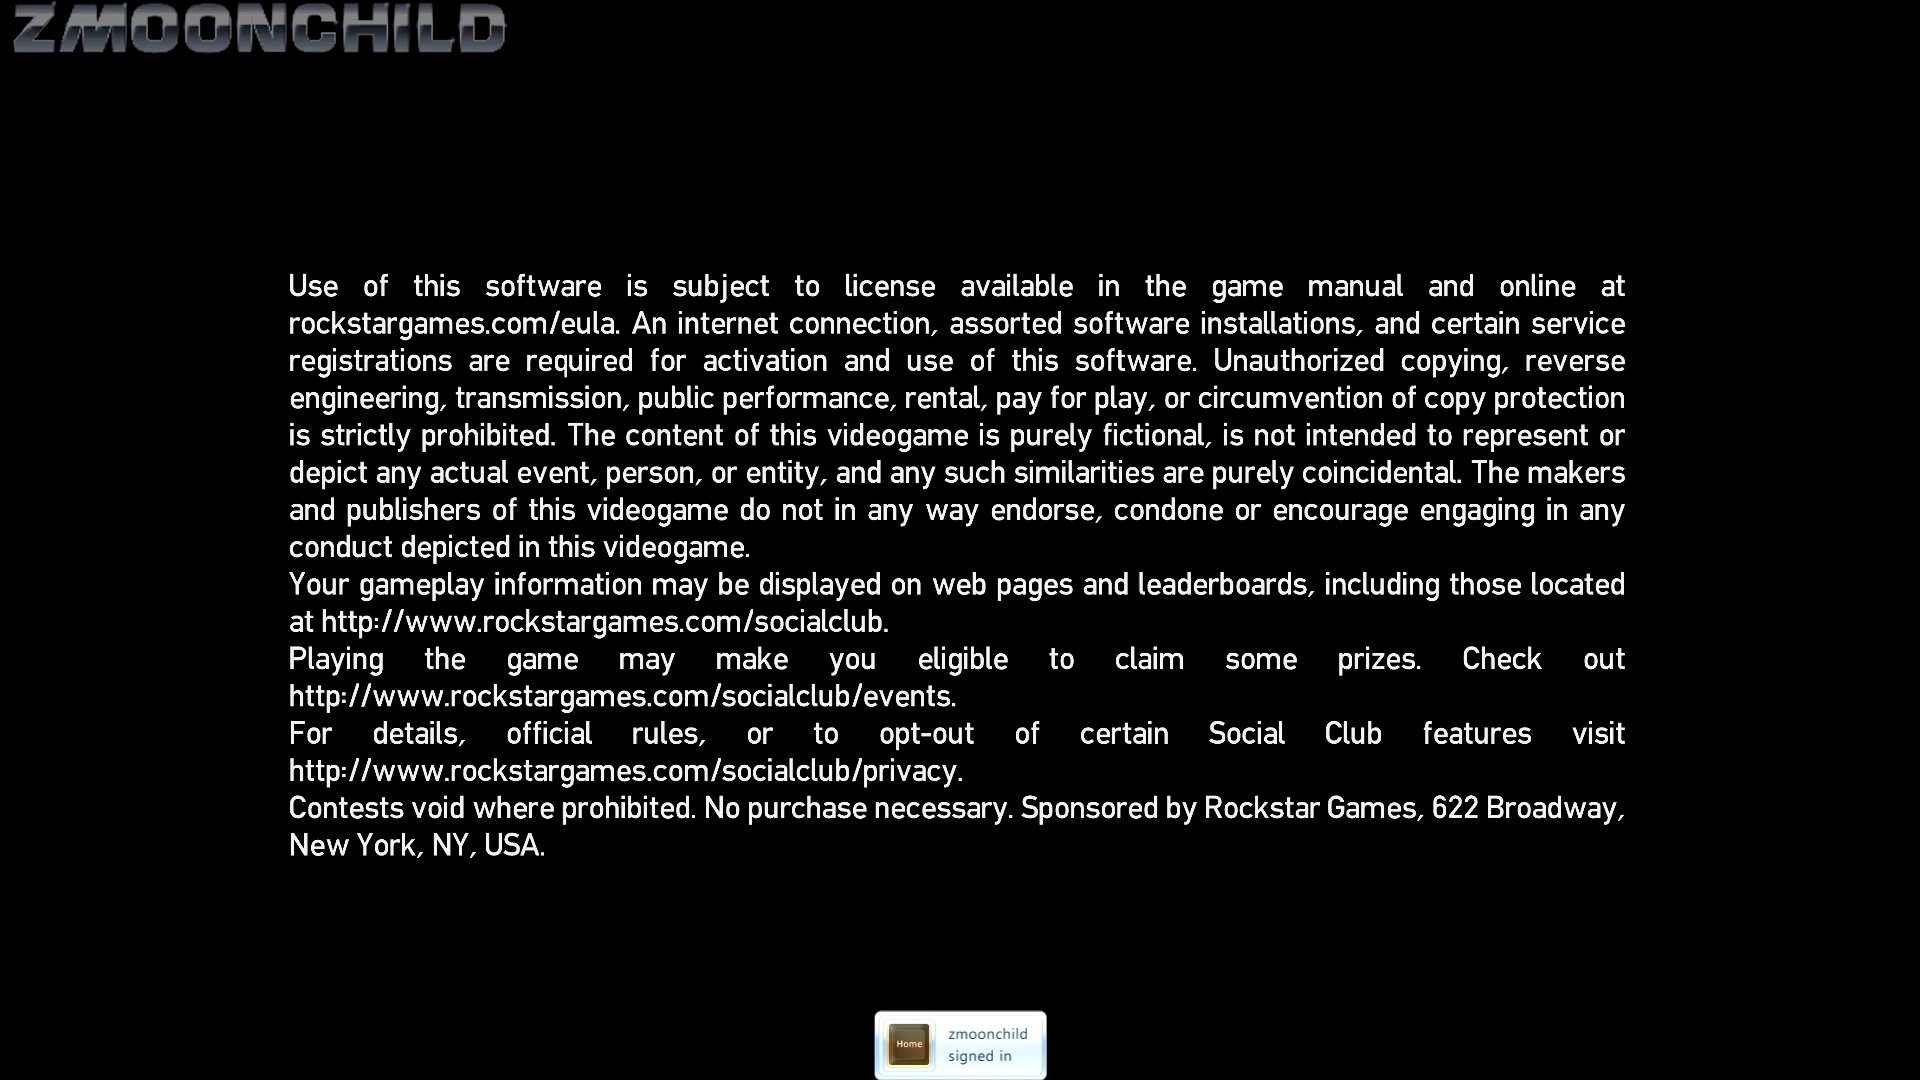 ZMOONCHILD
Use of this software is subject to license available in the game manual and online at
rockstargames.com/eula. An internet connection, assorted software installations, and certain service
registrations are required for activation and use of this software. Unauthorized copying, reverse
engineering, transmission, public performance, rental, pay for play, or circumvention of copy protection
is strictly prohibited. The content of this videogame is purely fictional, is not intended to represent or
depict any actual event, person, or entity, and any such similarities are purely coincidental. The makers
and publishers of this videogame do not in any way endorse, condone or encourage engaging in any
conduct depicted in this videogame.
Your gameplay information may be displayed on web pages and leaderboards, including those located
at http://www.rockstargames.com/socialclub.
Playing the game may make you eligible to claim some prizes. Check out
http://www.rockstargames.com/socialclub/events.
For details, official rules, or to opt-out of certain Social Club features visit
http://www.rockstargames.com/socialclub/privacy.
Contests void where prohibited. No purchase necessary. Sponsored by Rockstar Games, 622 Broadway,
New York, NY, USA.
Home
zmoonchild
signed in